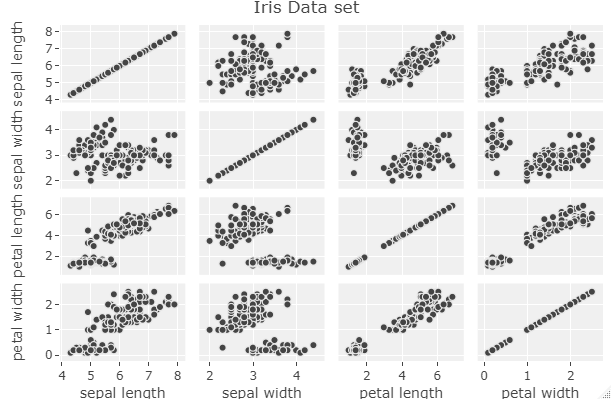 Iris Data set
sepal length
8
7
6
5
4
sepal width
4
3
2
petal length
6
4
2
petal width
2
1
0
4 5 6 7 8
2 3 4
2 4 6
0 1 2
sepal length sepal width petal length petal width